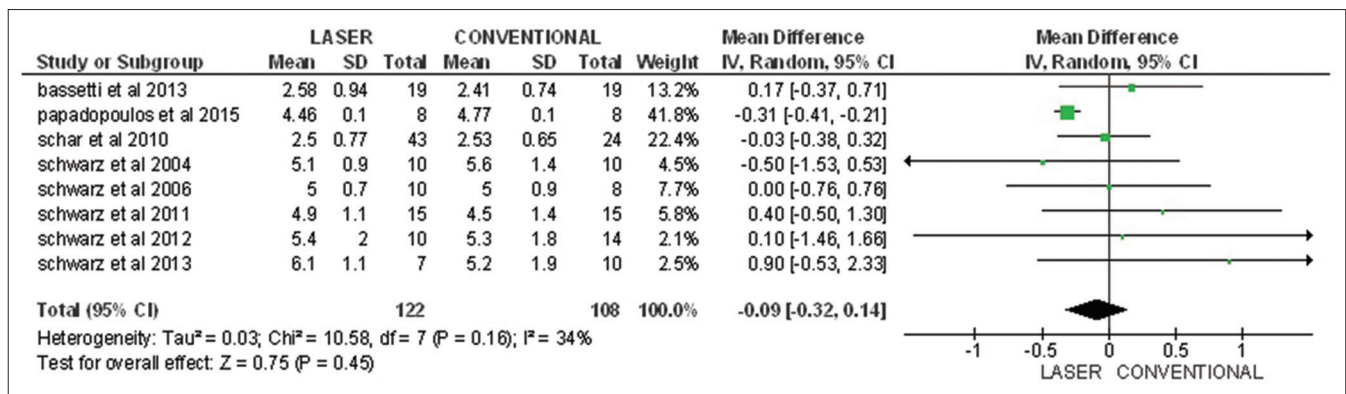 LASER CONVENTIONAL Mean Difference Mean Difference
Study or Subgroup Mean SD Total Mean SD Total Weight IV, Random, 95% CI IV, Random, 95% CI
bassetti et al 2013 2.58 0.94 19 2.41 0.74 19 13.2% 0.17 [-0.37, 0.71]
papadopoulos et al 2015 4.46 0.1 8 4.77 0.1 8 41.8% -0.31 [-0.41, -0.21]
schar et al 2010 2.5 0.77 43 2.53 0.65 24 22.4% -0.03 [-0.38, 0.32]
schwarz et al 2004 5.1 0.9 10 5.6 1.4 10 4.5% -0.50 [-1.53, 0.53]
schwarz et al 2006 5 0.7 10 5 0.9 8 7.7% 0.00 [-0.76, 0.76]
schwarz et al 2011 4.9 1.1 15 4.5 1.4 15 5.8% 0.40 [-0.50, 1.30]
schwarz et al 2012 5.4 2 10 5.3 1.8 14 2.1% 0.10 [-1.46, 1.66]
schwarz et al 2013 6.1 1.1 7 5.2 1.9 10 2.5% 0.90 [-0.53, 2.33]
Total (95% CI) 122 108 100.0% -0.09 [-0.32, 0.14]
Heterogeneity: Tau² = 0.03; Chi² = 10.58, df = 7 (P = 0.16); I² = 34%
Test for overall effect: Z = 0.75 (P = 0.45)
-1 -0.5 0 0.5 1
LASER CONVENTIONAL